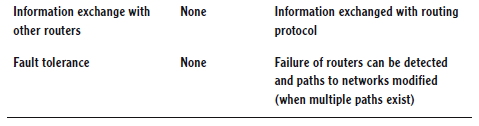 Information exchange with None Information exchanged with routing
other routers protocol
Fault tolerance None Failure of routers can be detected
and paths to networks modified
(when multiple paths exist)